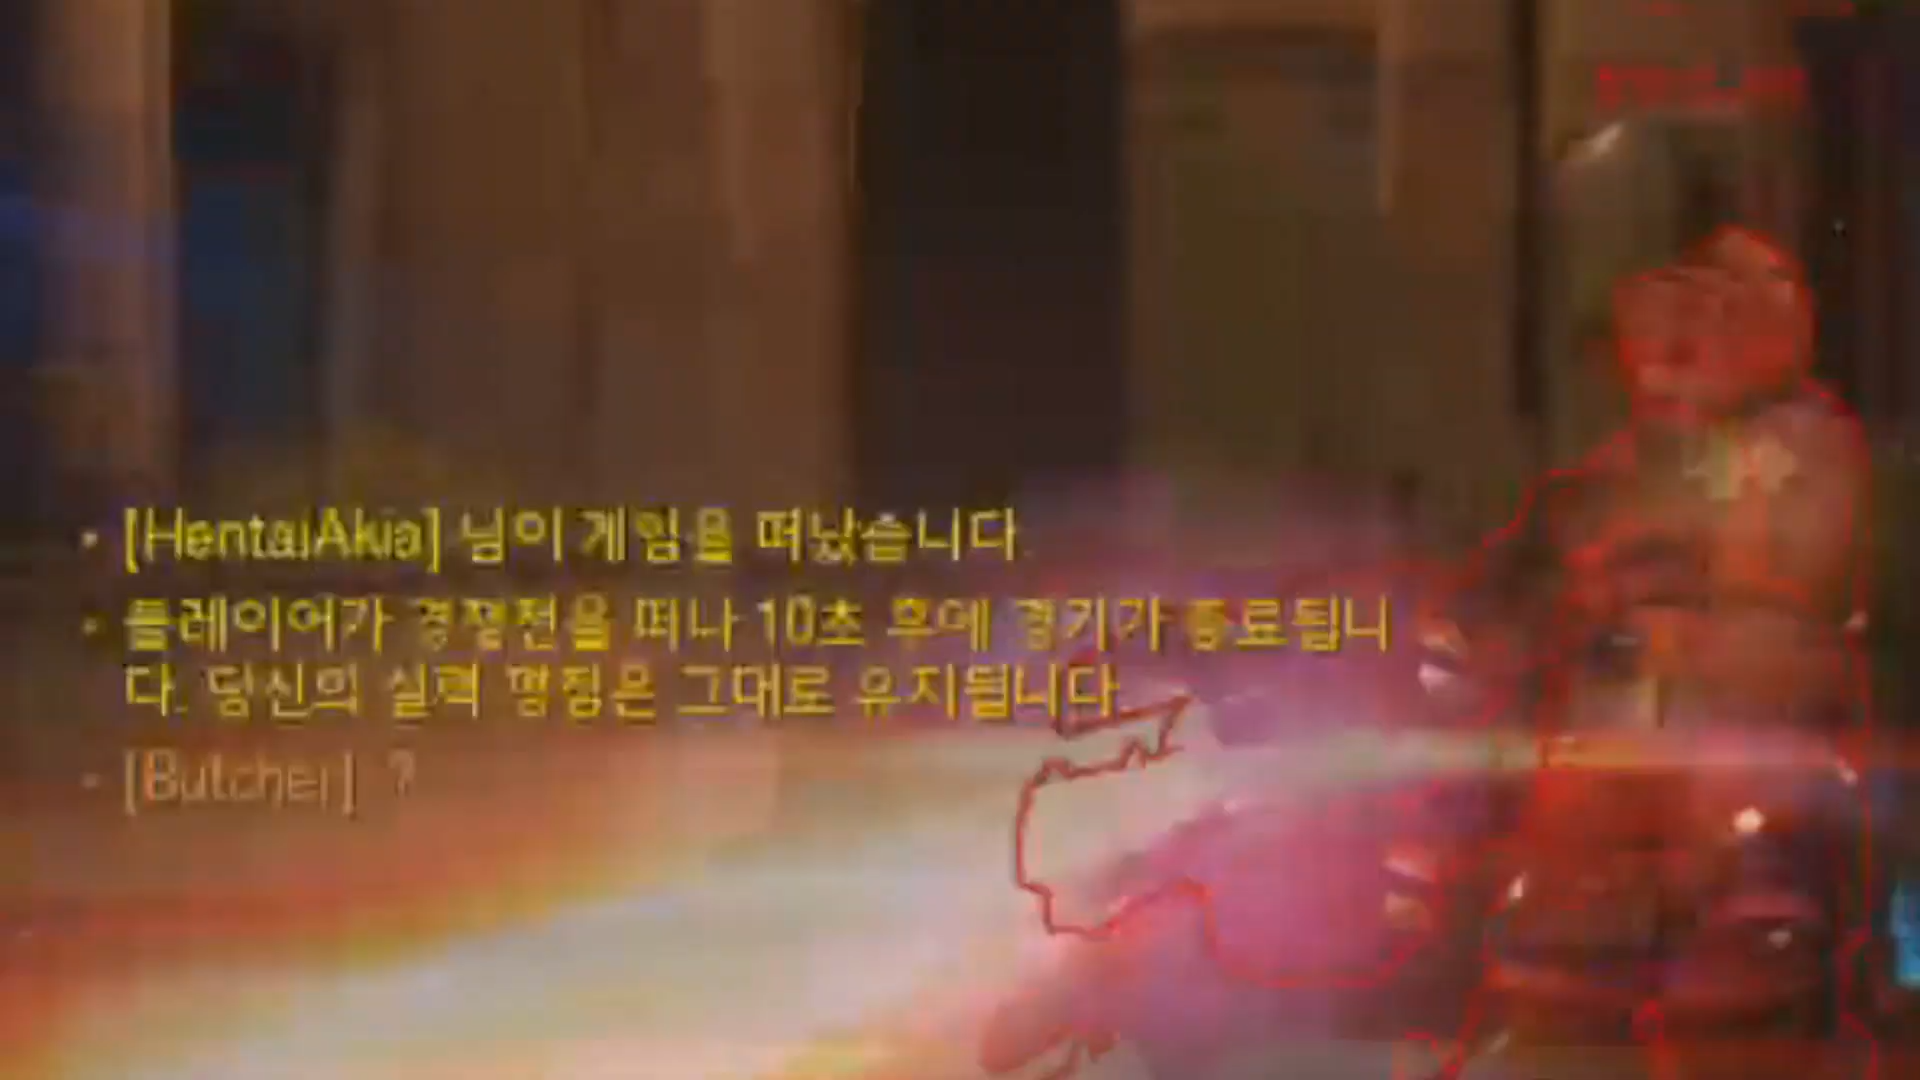 [HentaiAkia] 님이 게임을 떠났습니다.
플레이어가 경쟁전을 떠나 10초 후에 경기가 종료됩니
다. 당신의 실력 평점은 그대로 유지됩니다.
[Butcher] ?